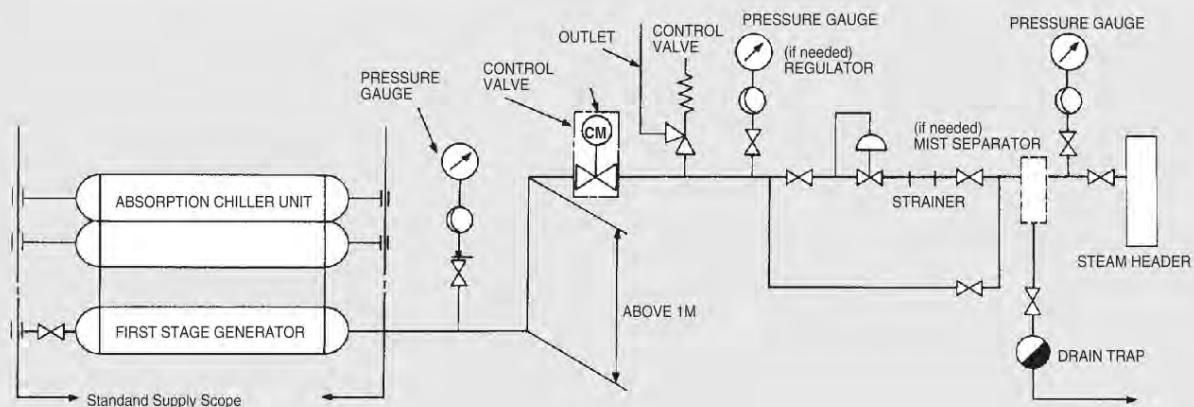 PRESSURE GAUGE
PRESSURE GAUGE
OUTLET
CONTROL
VALVE
(if needed)
REGULATOR
PRESSURE
GAUGE
CONTROL
VALVE
CM
(if needed)
MIST SEPARATOR
ABSORPTION CHILLER UNIT
STRAINER
STEAM HEADER
ABOVE 1M
FIRST STAGE GENERATOR
DRAIN TRAP
Standand Supply Scope